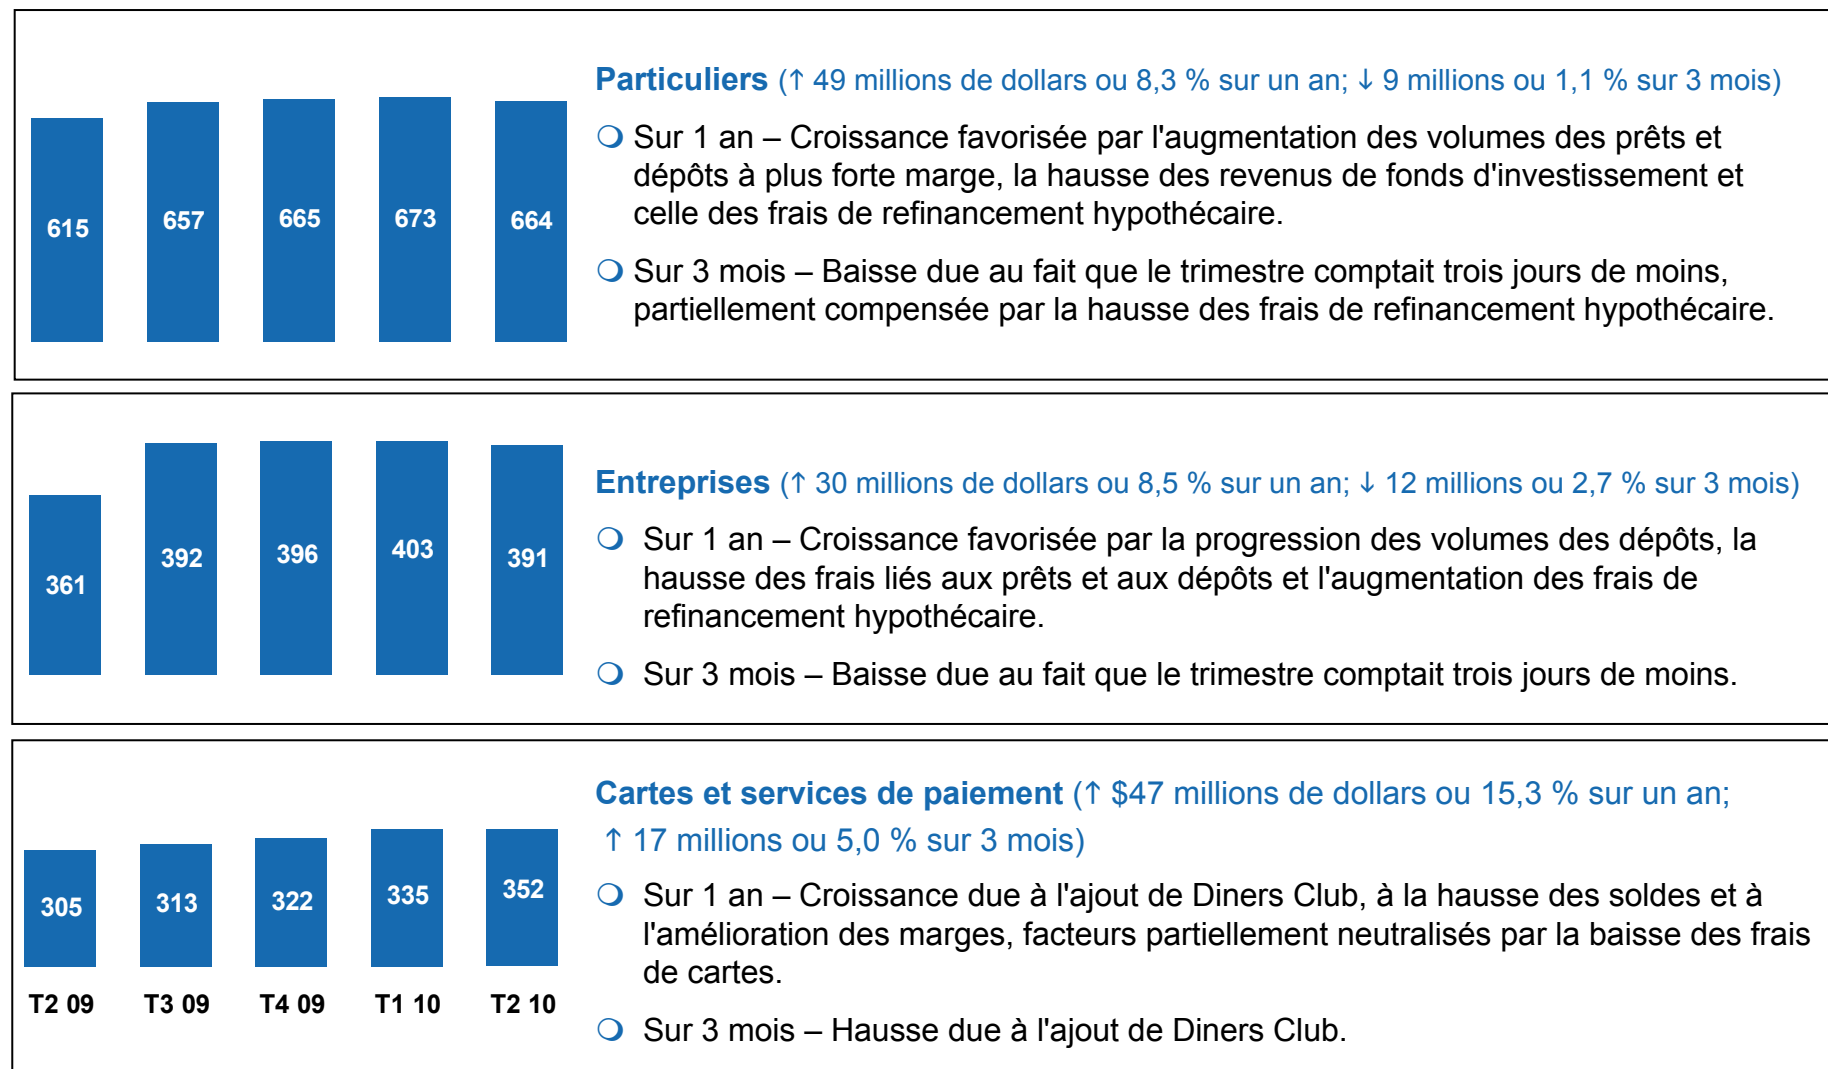 Particuliers (↑ 49 millions de dollars ou 8,3 % sur un an; ↓ 9 millions ou 1,1 % sur 3 mois)
615 657 665 673 664
Sur 1 an – Croissance favorisée par l'augmentation des volumes des prêts et
dépôts à plus forte marge, la hausse des revenus de fonds d'investissement et
celle des frais de refinancement hypothécaire.
Sur 3 mois – Baisse due au fait que le trimestre comptait trois jours de moins,
partiellement compensée par la hausse des frais de refinancement hypothécaire.
Entreprises (↑ 30 millions de dollars ou 8,5 % sur un an; ↓ 12 millions ou 2,7 % sur 3 mois)
361 392 396 403 391
Sur 1 an – Croissance favorisée par la progression des volumes des dépôts, la
hausse des frais liés aux prêts et aux dépôts et l'augmentation des frais de
refinancement hypothécaire.
Sur 3 mois – Baisse due au fait que le trimestre comptait trois jours de moins.
Cartes et services de paiement (↑ $47 millions de dollars ou 15,3 % sur un an;
↑ 17 millions ou 5,0 % sur 3 mois)
305 313 322 335 352
T2 09 T3 09 T4 09 T1 10 T2 10
Sur 1 an – Croissance due à l'ajout de Diners Club, à la hausse des soldes et à
l'amélioration des marges, facteurs partiellement neutralisés par la baisse des frais
de cartes.
Sur 3 mois – Hausse due à l'ajout de Diners Club.